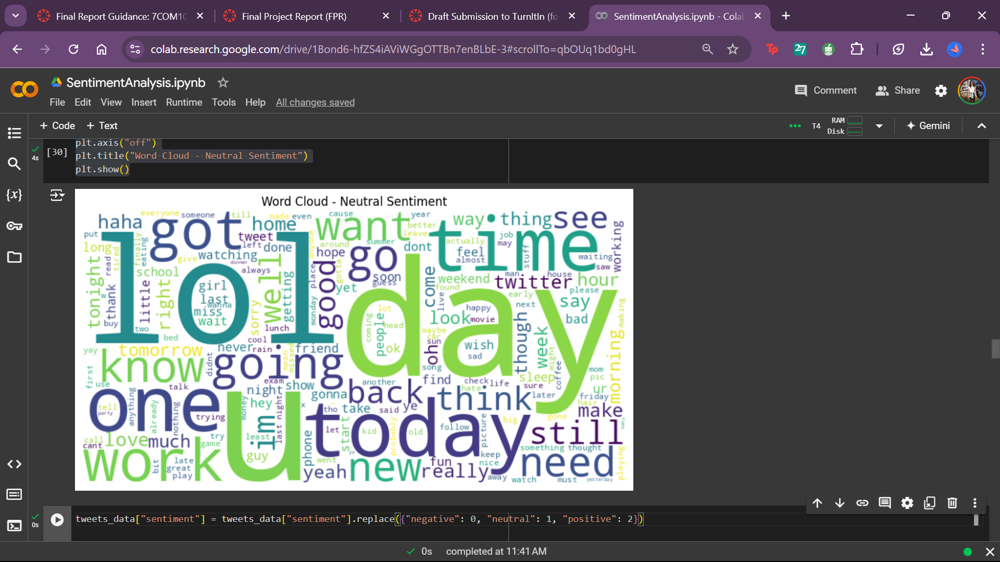 Final Report Guidance: 7COM10
Final Project Report (FPR)
Draft Submission to TurnItIn (fo
SentimentAnalysis.ipynb - Colab
colab.research.google.com/drive/1Bond6-hfZS4iAViWGgOTTBn7enBLbE-3#scrollTo=qbOUq1bd0gHL
SentimentAnalysis.ipynb
Comment
Share
File Edit View Insert Runtime Tools Help All changes saved
+ Code + Text
T4 RAM Disk
Gemini
plt.axis("off")
4s [30] plt.title("Word Cloud - Neutral Sentiment")
plt.show()
Word Cloud - Neutral Sentiment
everyone someone till made even cause year way thing see
haha got home want better time
put tweet leave actually job may working
long left done anyone around summer dont feel
eating finally tired read give watching hope go almost stuff waiting
tonight school dinner always place gotta soon saw
lol well good guess come weekend man house twitter hour
girl getting yet found please
w thank little right last wanna live early next say
miss wait sorry monday lot happy making
buy two lunch coming people head look movie though bad
bed cool maybe car day week
yay tomorrow never rain friend ok sun wish
know didnt going mean missed oh sad might morning
first use exam song sleep coffee mom pic
talk night show another find check life sure ur
one tell party anything hey gonna back hate think later friday hair
already nothing trying money x tho take said ye make
u im last night today big gone still baby
call cant love much try least let start kid probably old follow picture
game guy phone went ya something thought
work bit late great play yeah new fun really keep nice need playing
away watch must yesterday
0s tweets_data["sentiment"] = tweets_data["sentiment"].replace({"negative": 0, "neutral": 1, "positive": 2})
0s completed at 11:41 AM